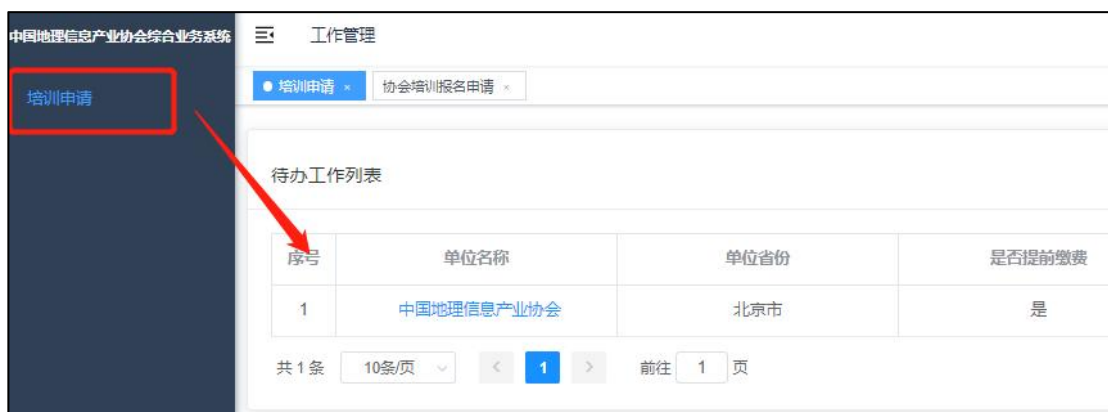 中国地理信息产业协会综合业务系统
工作管理
培训申请
培训申请 ×
协会培训报名申请 ×
待办工作列表
序号 单位名称 单位省份 是否提前缴费
1 中国地理信息产业协会 北京市 是
共 1 条 10条/页 < 1 > 前往 1 页